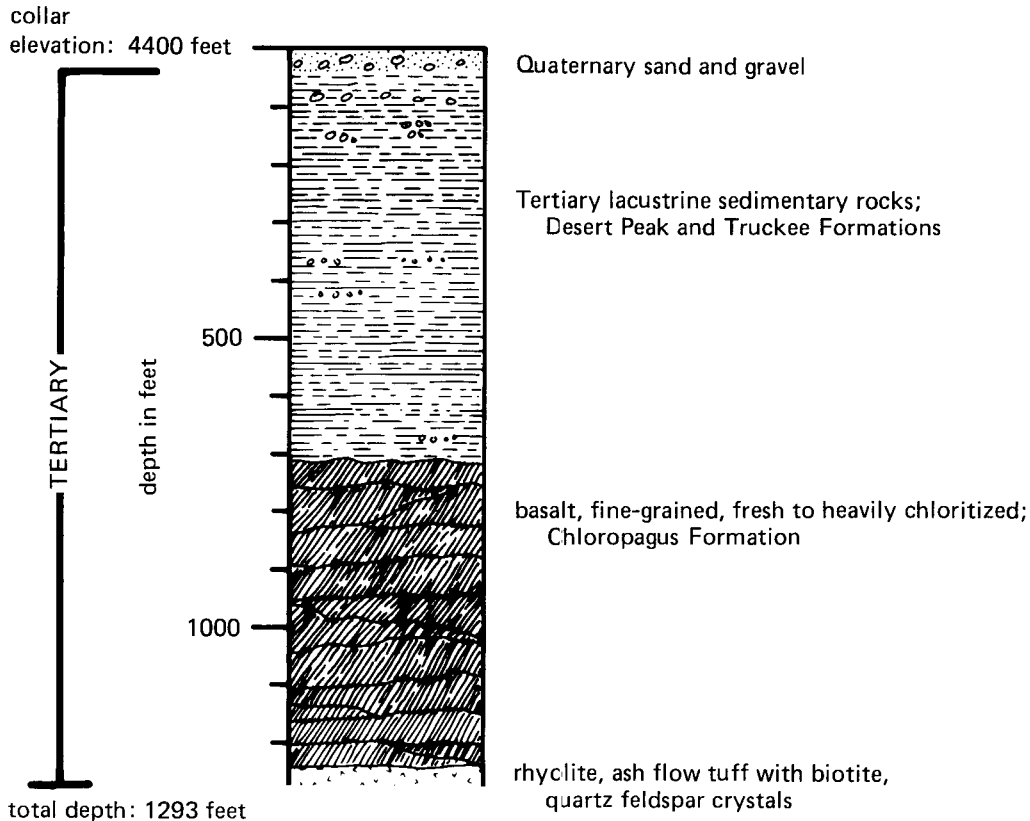 collar
elevation: 4400 feet
Quaternary sand and gravel
Tertiary lacustrine sedimentary rocks;
Desert Peak and Truckee Formations
500
TERTIARY
depth in feet
basalt, fine-grained, fresh to heavily chloritized;
Chloropagus Formation
1000
rhyolite, ash flow tuff with biotite,
quartz feldspar crystals
total depth: 1293 feet